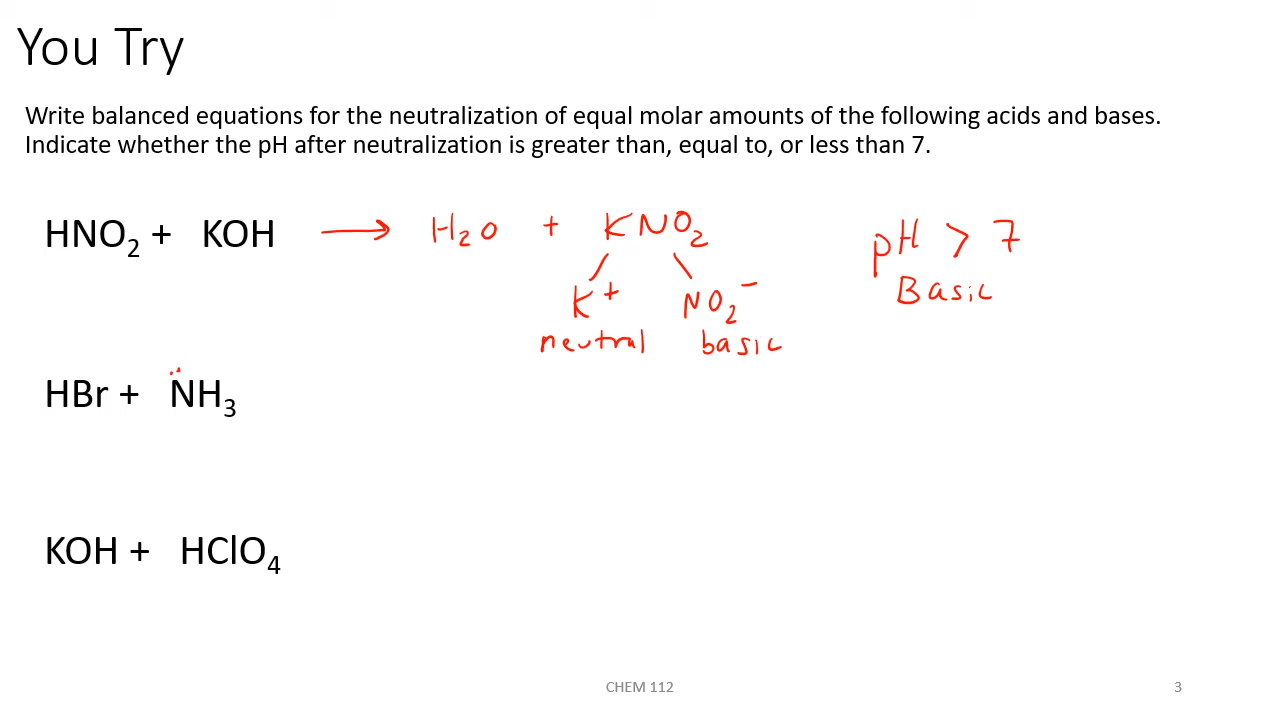 You Try
Write balanced equations for the neutralization of equal molar amounts of the following acids and bases.
Indicate whether the pH after neutralization is greater than, equal to, or less than 7.
HNO₂ + KOH ⟶ H₂O + KNO₂ pH > 7
K⁺ NO₂⁻ Basic
neutral basic
HBr + N̈H₃
KOH + HClO₄
CHEM 112 3